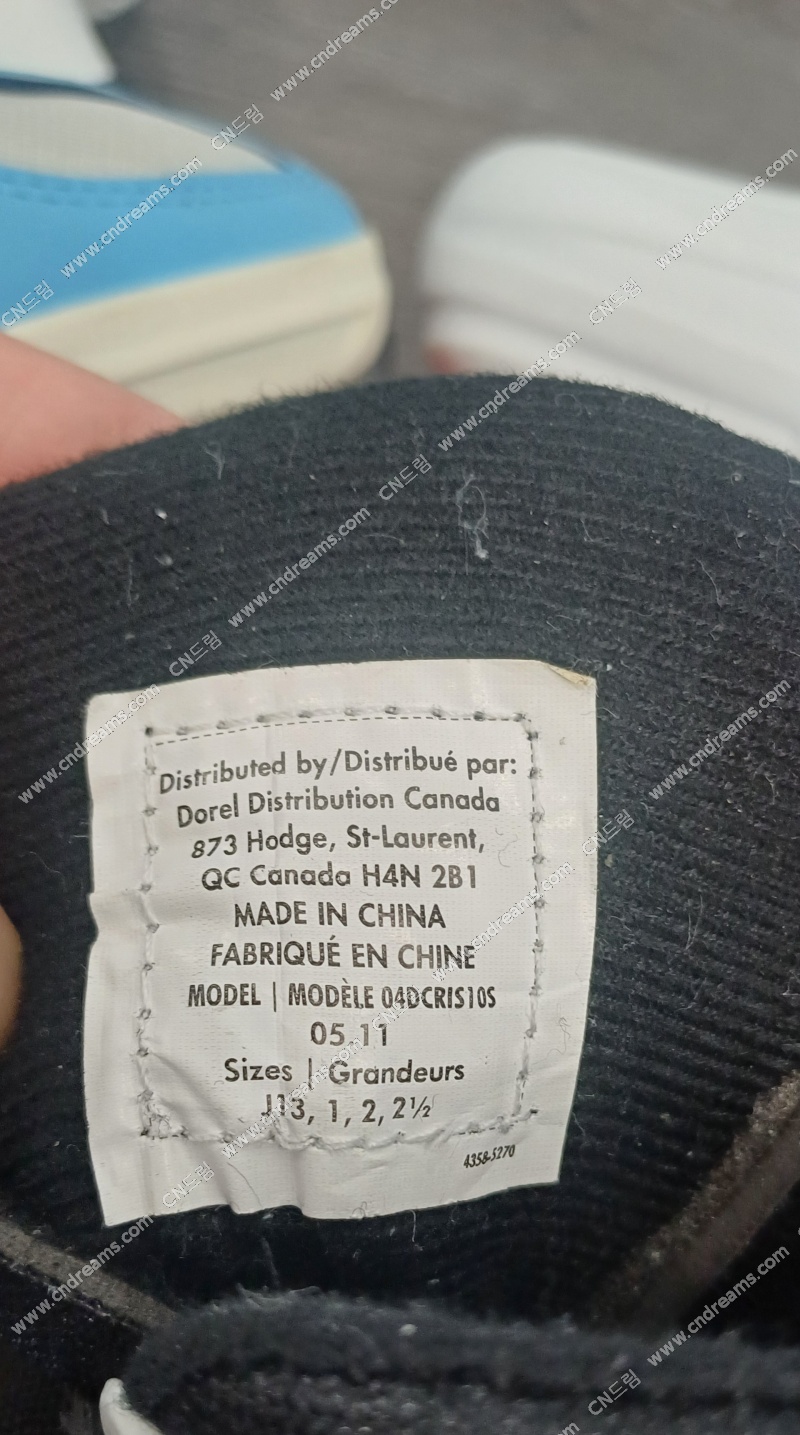 Distributed by/Distribué par:
Dorel Distribution Canada
873 Hodge, St-Laurent,
QC Canada H4N 2B1
MADE IN CHINA
FABRIQUÉ EN CHINE
MODEL | MODÈLE 04DCRIS10S
05.11
Sizes | Grandeurs
J13, 1, 2, 2½
4358-5270
CN드림 www.cndreams.com